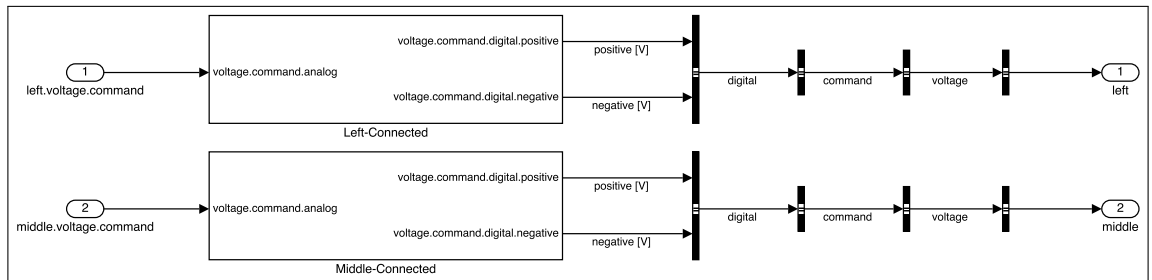 voltage.command.digital.positive
positive [V]
1
voltage.command.analog
1
left.voltage.command
digital
command
voltage
left
voltage.command.digital.negative
negative [V]
Left-Connected
voltage.command.digital.positive
positive [V]
2
voltage.command.analog
2
middle.voltage.command
digital
command
voltage
middle
voltage.command.digital.negative
negative [V]
Middle-Connected